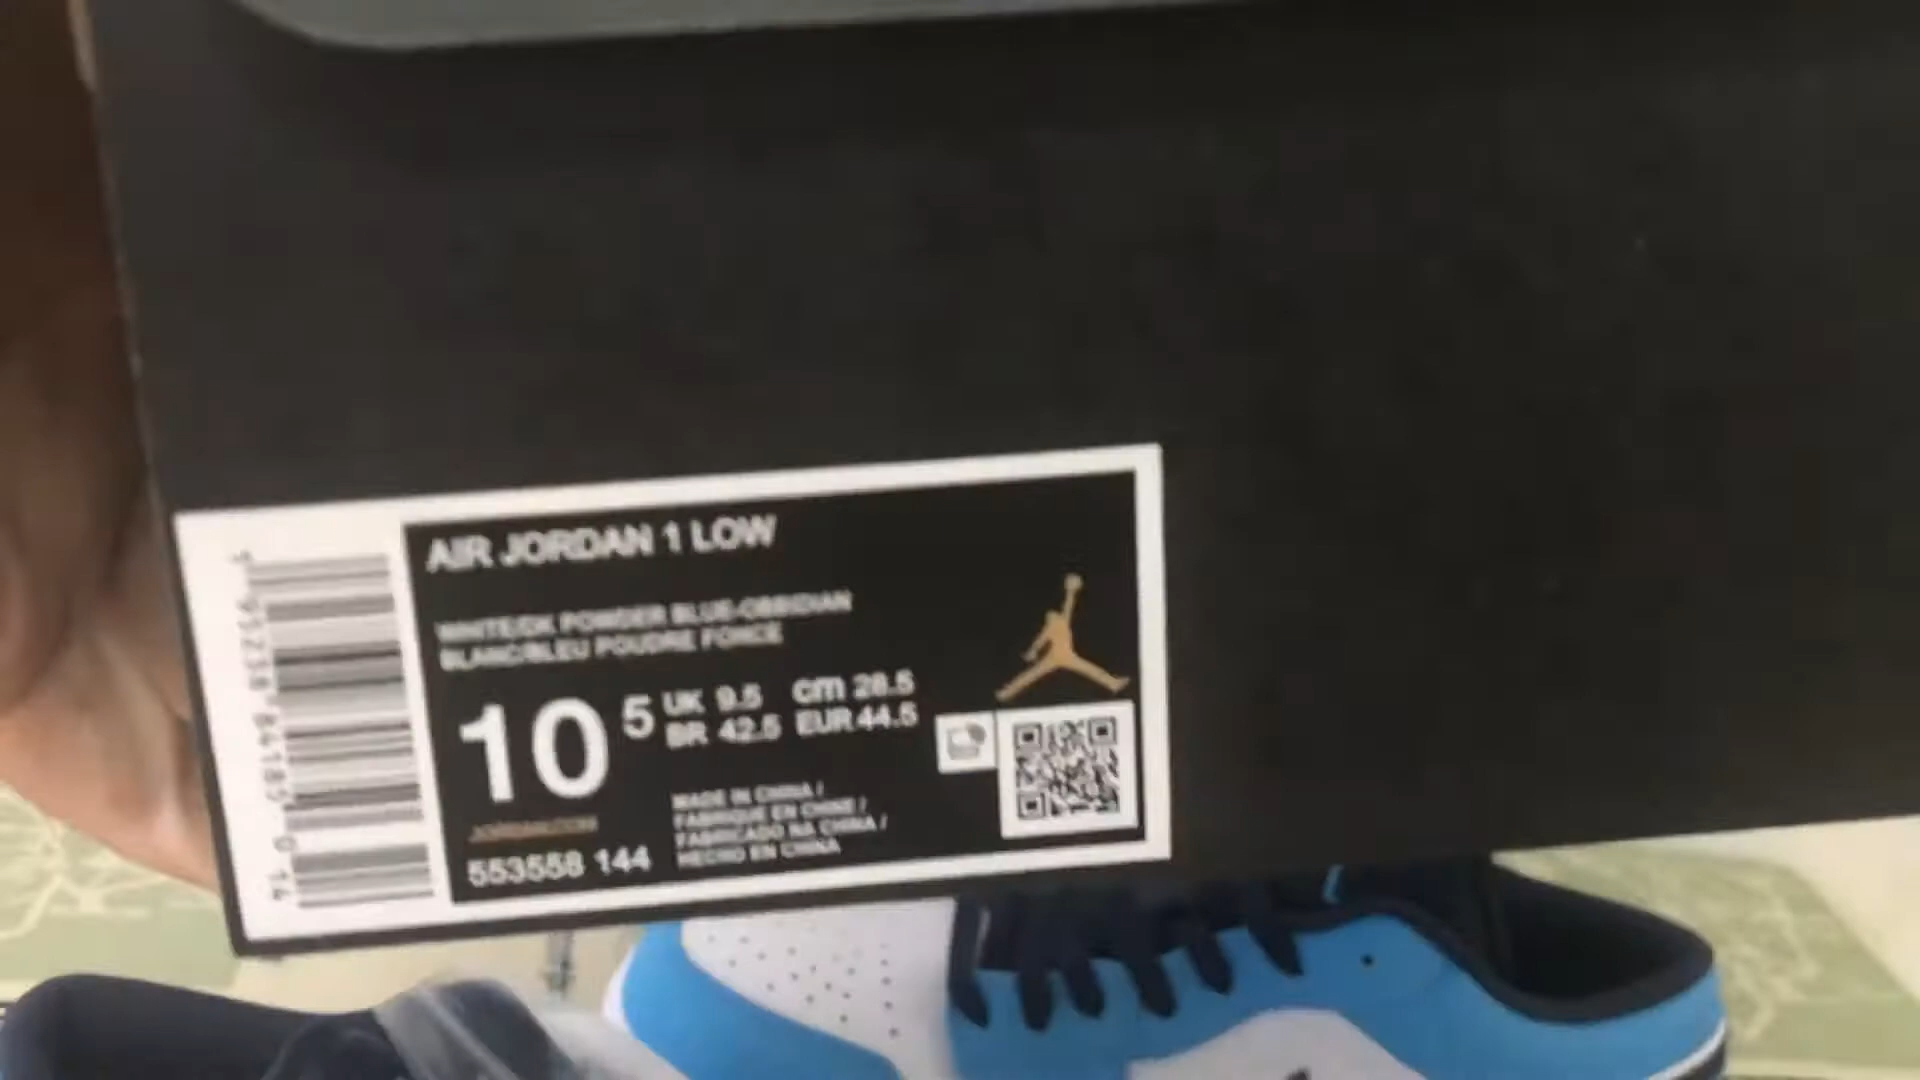 AIR JORDAN 1 LOW
WHITE/DK POWDER BLUE-OBSIDIAN
BLANC/BLEU POUDRE FONCE
10 5 UK 9.5 cm 28.5
BR 42.5 EUR 44.5
MADE IN CHINA /
FABRIQUE EN CHINE /
FABRICADO NA CHINA /
HECHO EN CHINA
JORDAN.COM
553558 144